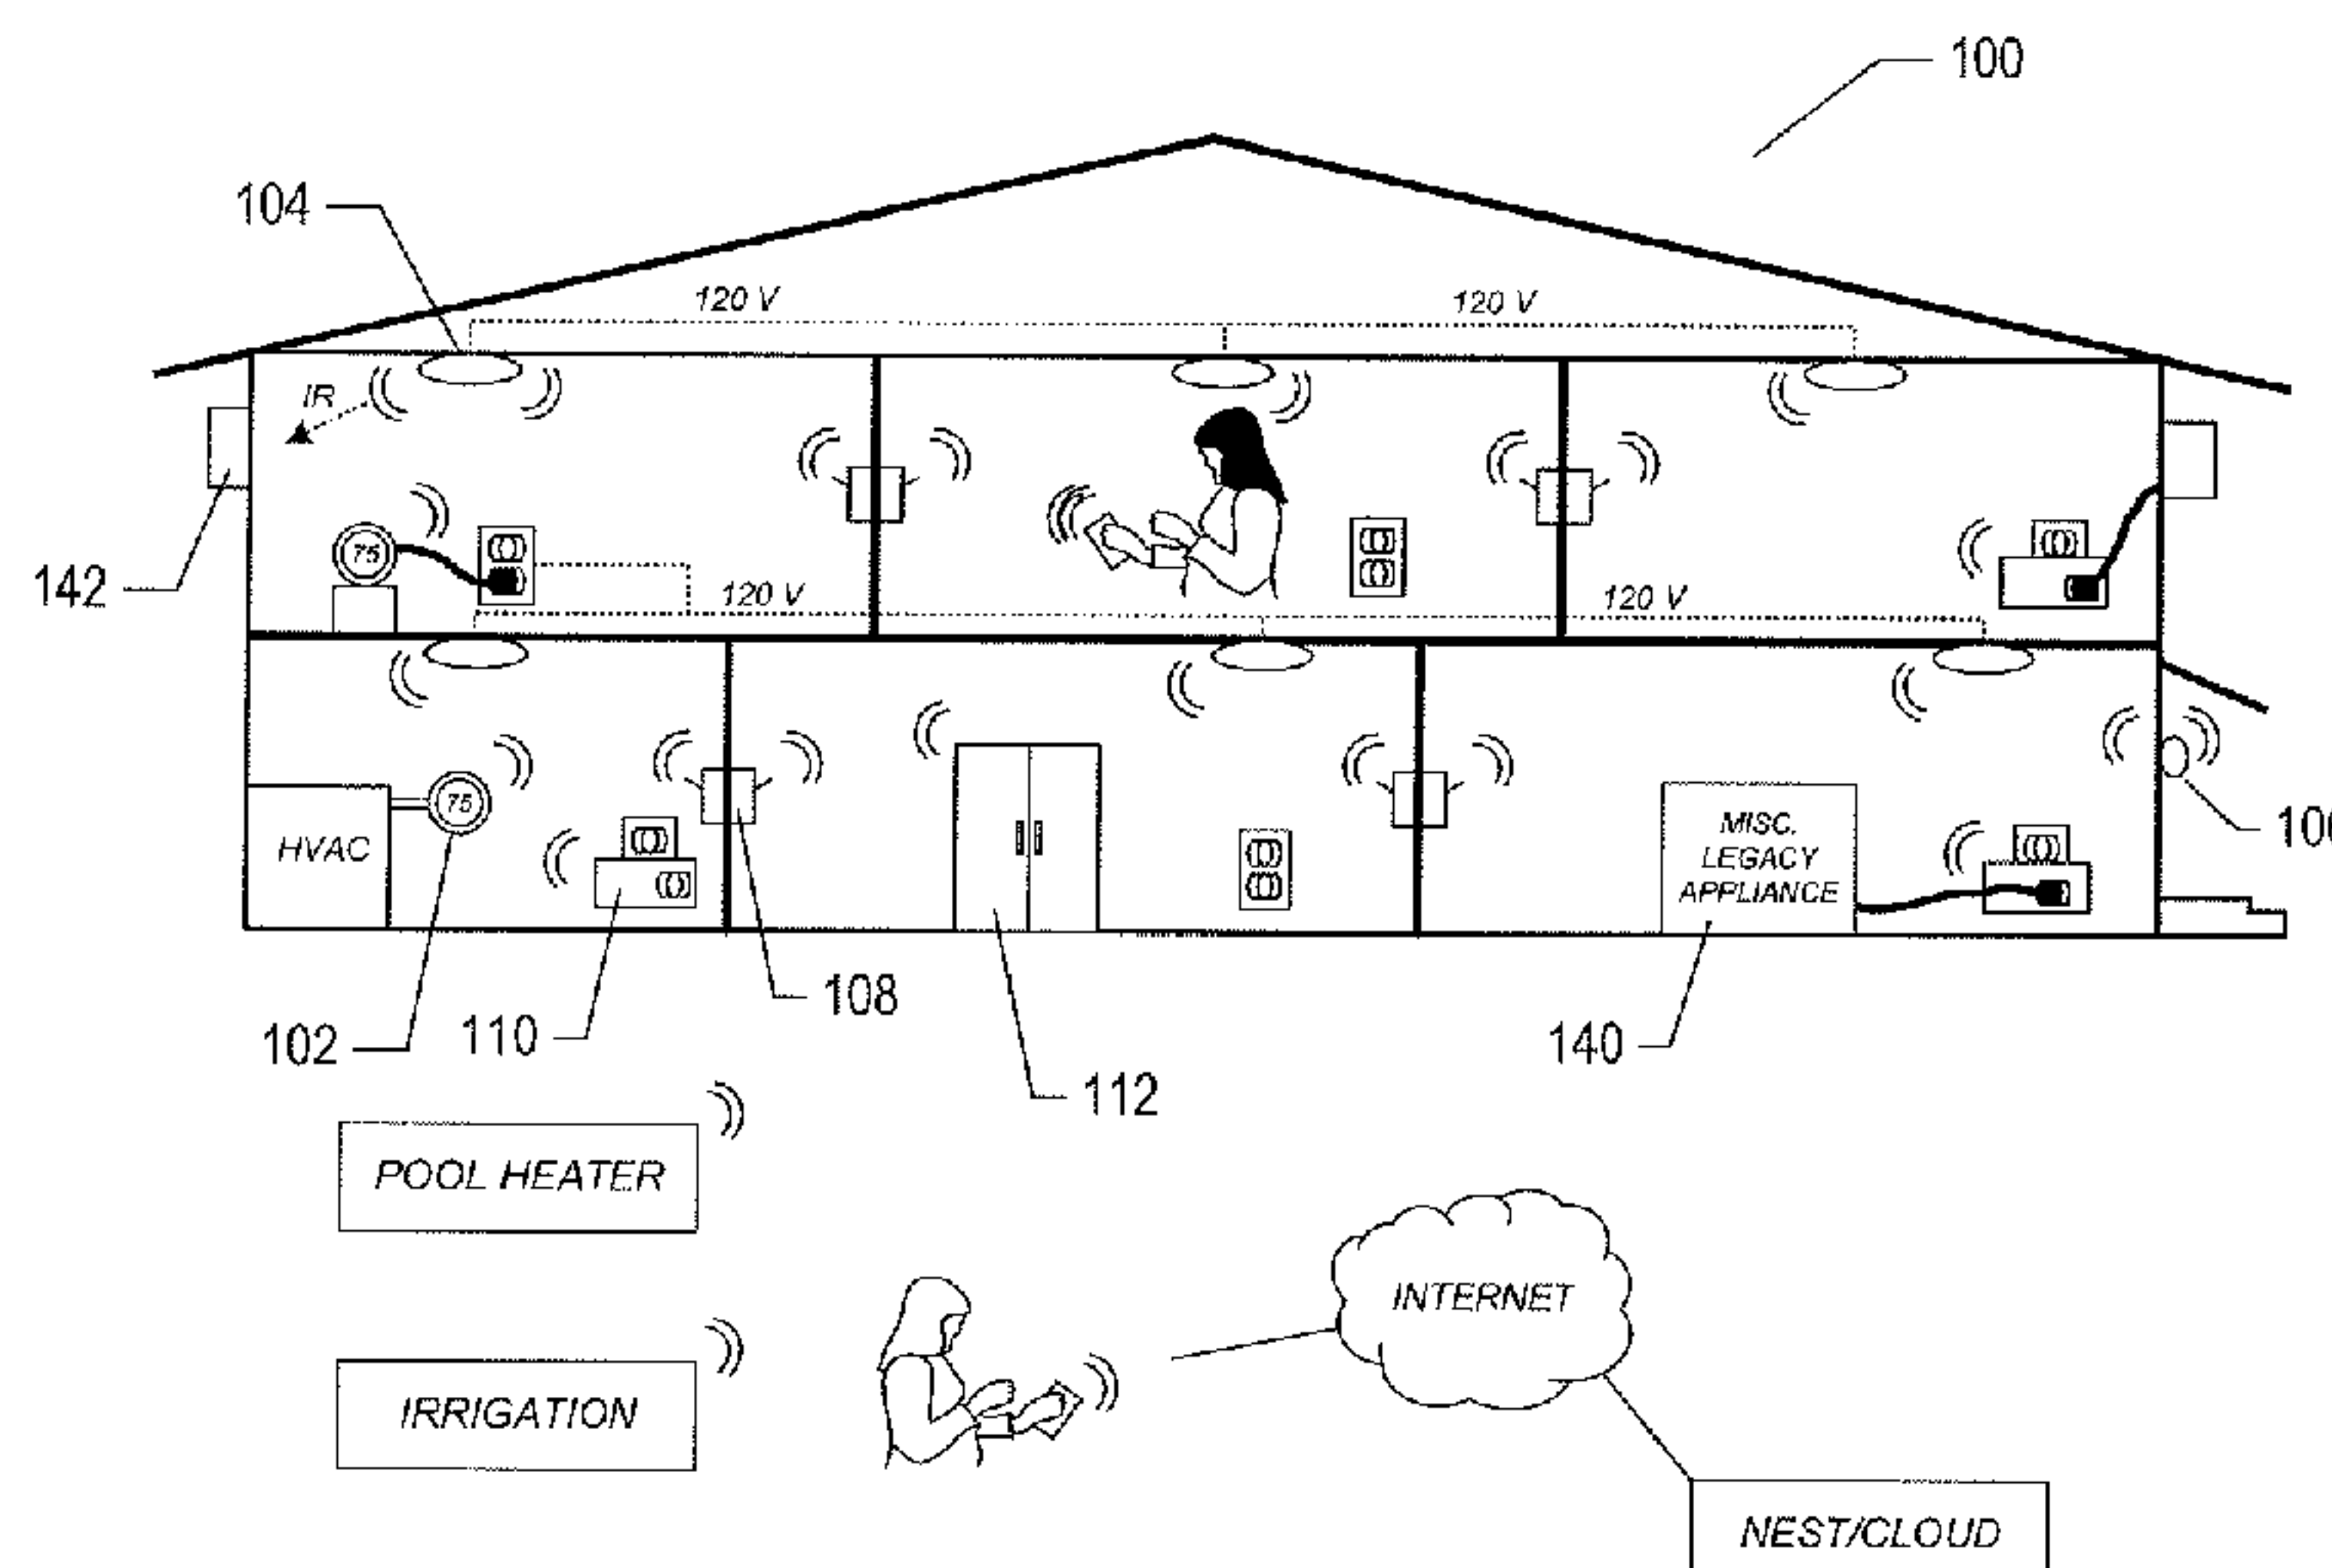 100
104
120 V
120 V
IR
142
75
120 V
120 V
75
HVAC
MISC.
LEGACY
APPLIANCE
108
102
110
140
112
POOL HEATER
INTERNET
IRRIGATION
NEST/CLOUD